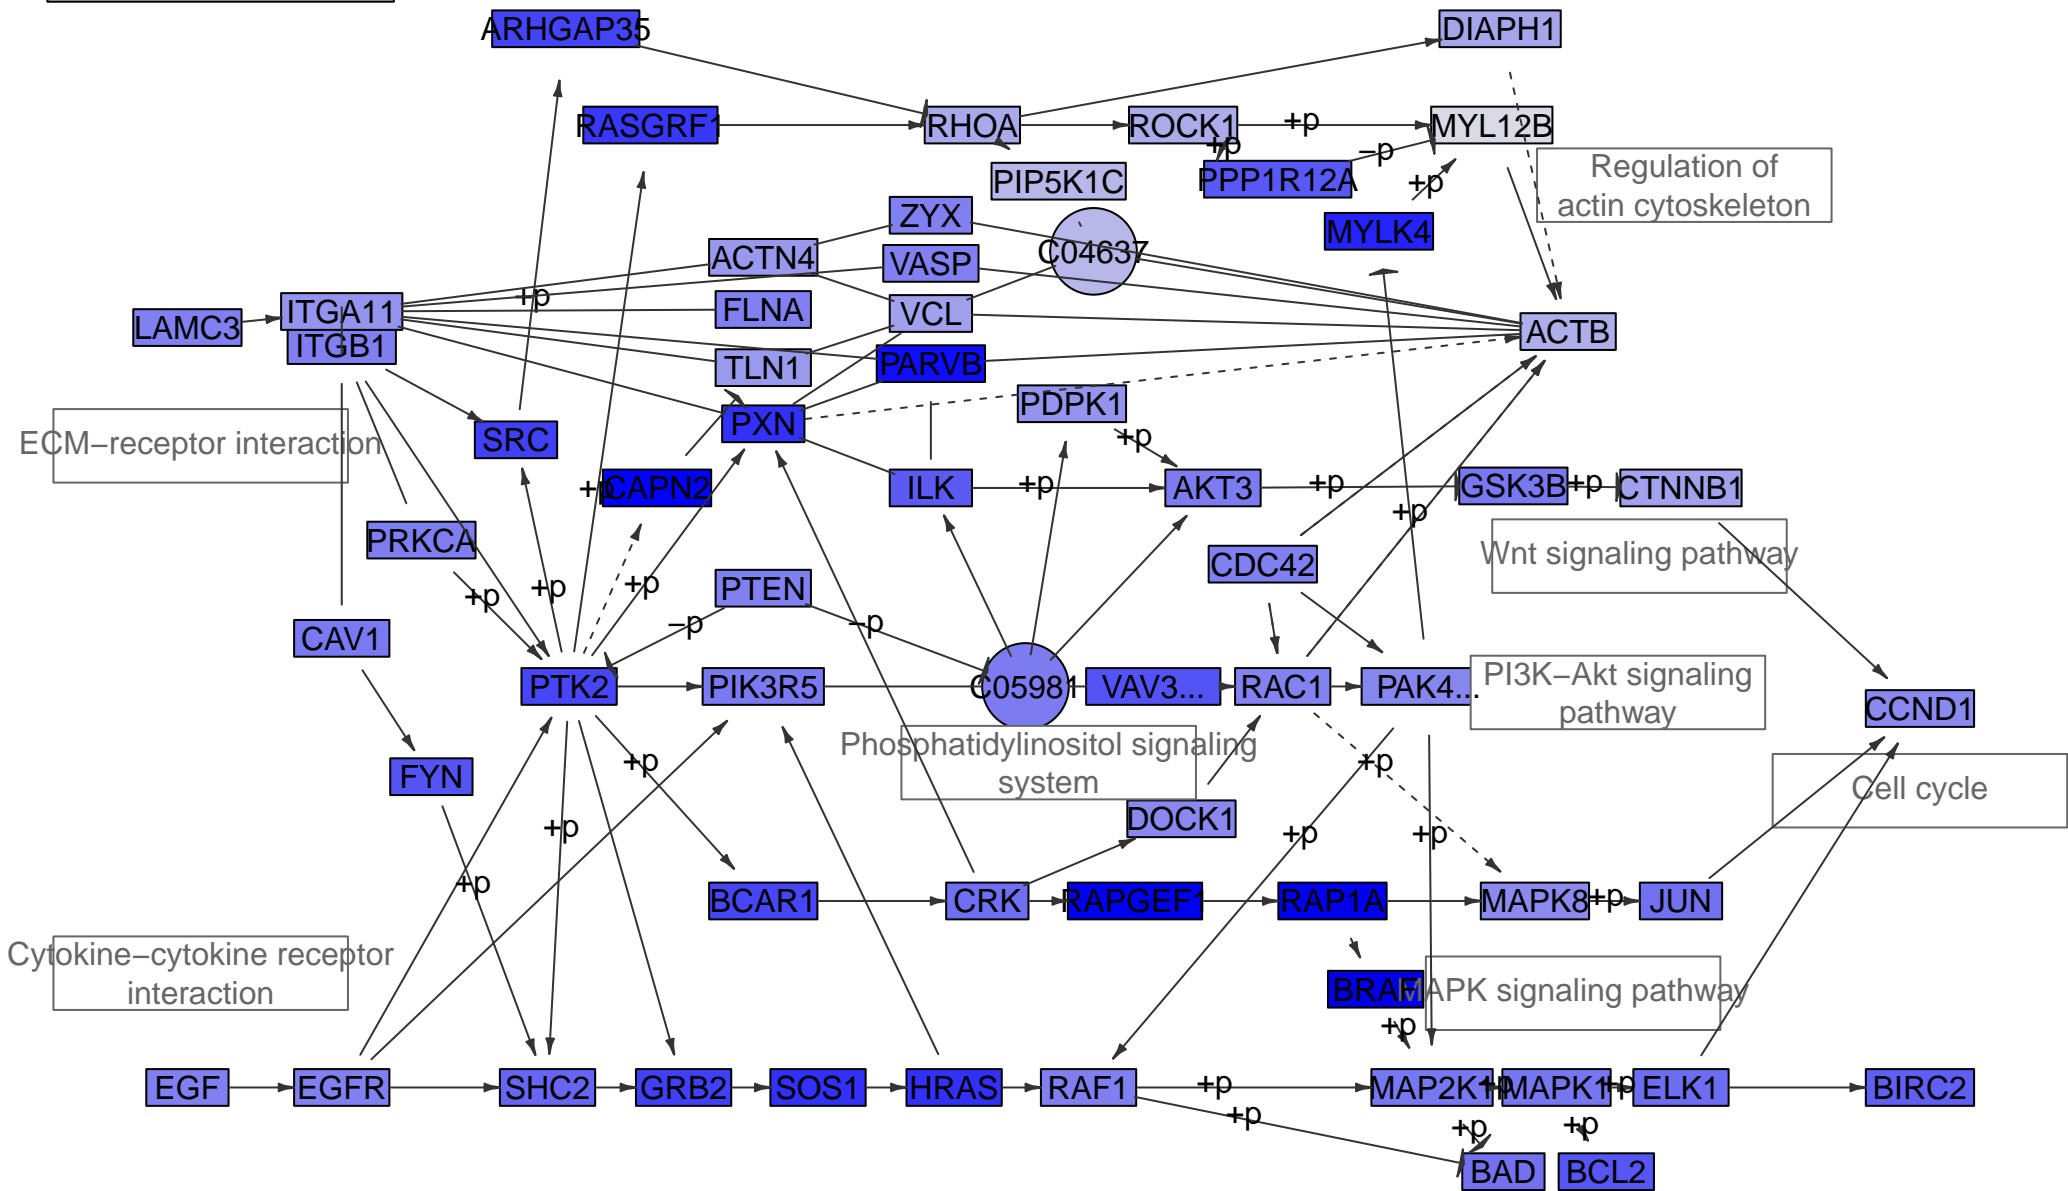 ARHGAP35
DIAPH1
RASGRF1
RHOA
ROCK1
+p
MYL12B
+p
−p
PIP5K1C
PPP1R12A
+p
Regulation of
actin cytoskeleton
ZYX
MYLK4
ACTN4
VASP
C04637
+p
ITGA11
FLNA
VCL
LAMC3
ITGB1
ACTB
TLN1
PARVB
PDPK1
PXN
+p
ECM−receptor interaction
SRC
+p
CAPN2
ILK
+p
AKT3
+p
GSK3B
+p
CTNNB1
+p
PRKCA
Wnt signaling pathway
CDC42
+p
+p
+p
PTEN
−p
−p
CAV1
PTK2
PIK3R5
C05981
VAV3...
RAC1
PAK4...
PI3K−Akt signaling
pathway
CCND1
Phosphatidylinositol signaling
system
FYN
+p
+p
Cell cycle
DOCK1
+p
+p
+p
+p
BCAR1
CRK
RAPGEF1
RAP1A
MAPK8
+p
JUN
Cytokine−cytokine receptor
interaction
BRAF
MAPK signaling pathway
+p
EGF
EGFR
SHC2
GRB2
SOS1
HRAS
RAF1
+p
MAP2K1
+p
MAPK1
+p
ELK1
BIRC2
+p
+p
+p
BAD
BCL2